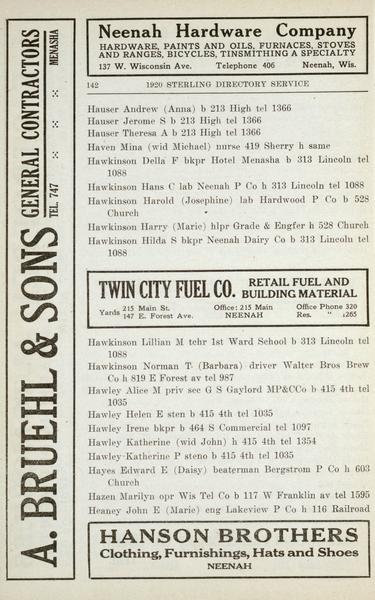 A. BRUEHL & SONS
GENERAL CONTRACTORS
TEL. 747 MENASHA
Neenah Hardware Company
HARDWARE, PAINTS AND OILS, FURNACES, STOVES
AND RANGES, BICYCLES, TINSMITHING A SPECIALTY
137 W. Wisconsin Ave. Telephone 406 Neenah, Wis.
142 1920 STERLING DIRECTORY SERVICE
Hauser Andrew (Anna) b 213 High tel 1366
Hauser Jerome S b 213 High tel 1366
Hauser Theresa A b 213 High tel 1366
Haven Mina (wid Michael) nurse 419 Sherry h same
Hawkinson Della F bkpr Hotel Menasha b 313 Lincoln tel
1088
Hawkinson Hans C lab Neenah P Co h 313 Lincoln tel 1088
Hawkinson Harold (Josephine) lab Hardwood P Co b 528
Church
Hawkinson Harry (Marie) hlpr Grade & Engfer h 528 Church
Hawkinson Hilda S bkpr Neenah Dairy Co b 313 Lincoln tel
1088
TWIN CITY FUEL CO. RETAIL FUEL AND
BUILDING MATERIAL
Yards 215 Main St. Office: 215 Main Office Phone 320
147 E. Forest Ave. NEENAH Res. " 1265
Hawkinson Lillian M tchr 1st Ward School b 313 Lincoln tel
1088
Hawkinson Norman T (Barbara) driver Walter Bros Brew
Co h 819 E Forest av tel 987
Hawley Alice M priv sec G S Gaylord MP&CCo b 415 4th tel
1035
Hawley Helen E sten b 415 4th tel 1035
Hawley Irene bkpr b 464 S Commercial tel 1097
Hawley Katherine (wid John) h 415 4th tel 1354
Hawley Katherine P steno b 415 4th tel 1035
Hayes Edward E (Daisy) beaterman Bergstrom P Co h 603
Church
Hazen Marilyn opr Wis Tel Co b 117 W Franklin av tel 1595
Heaney John E (Marie) eng Lakeview P Co h 116 Railroad
HANSON BROTHERS
Clothing, Furnishings, Hats and Shoes
NEENAH